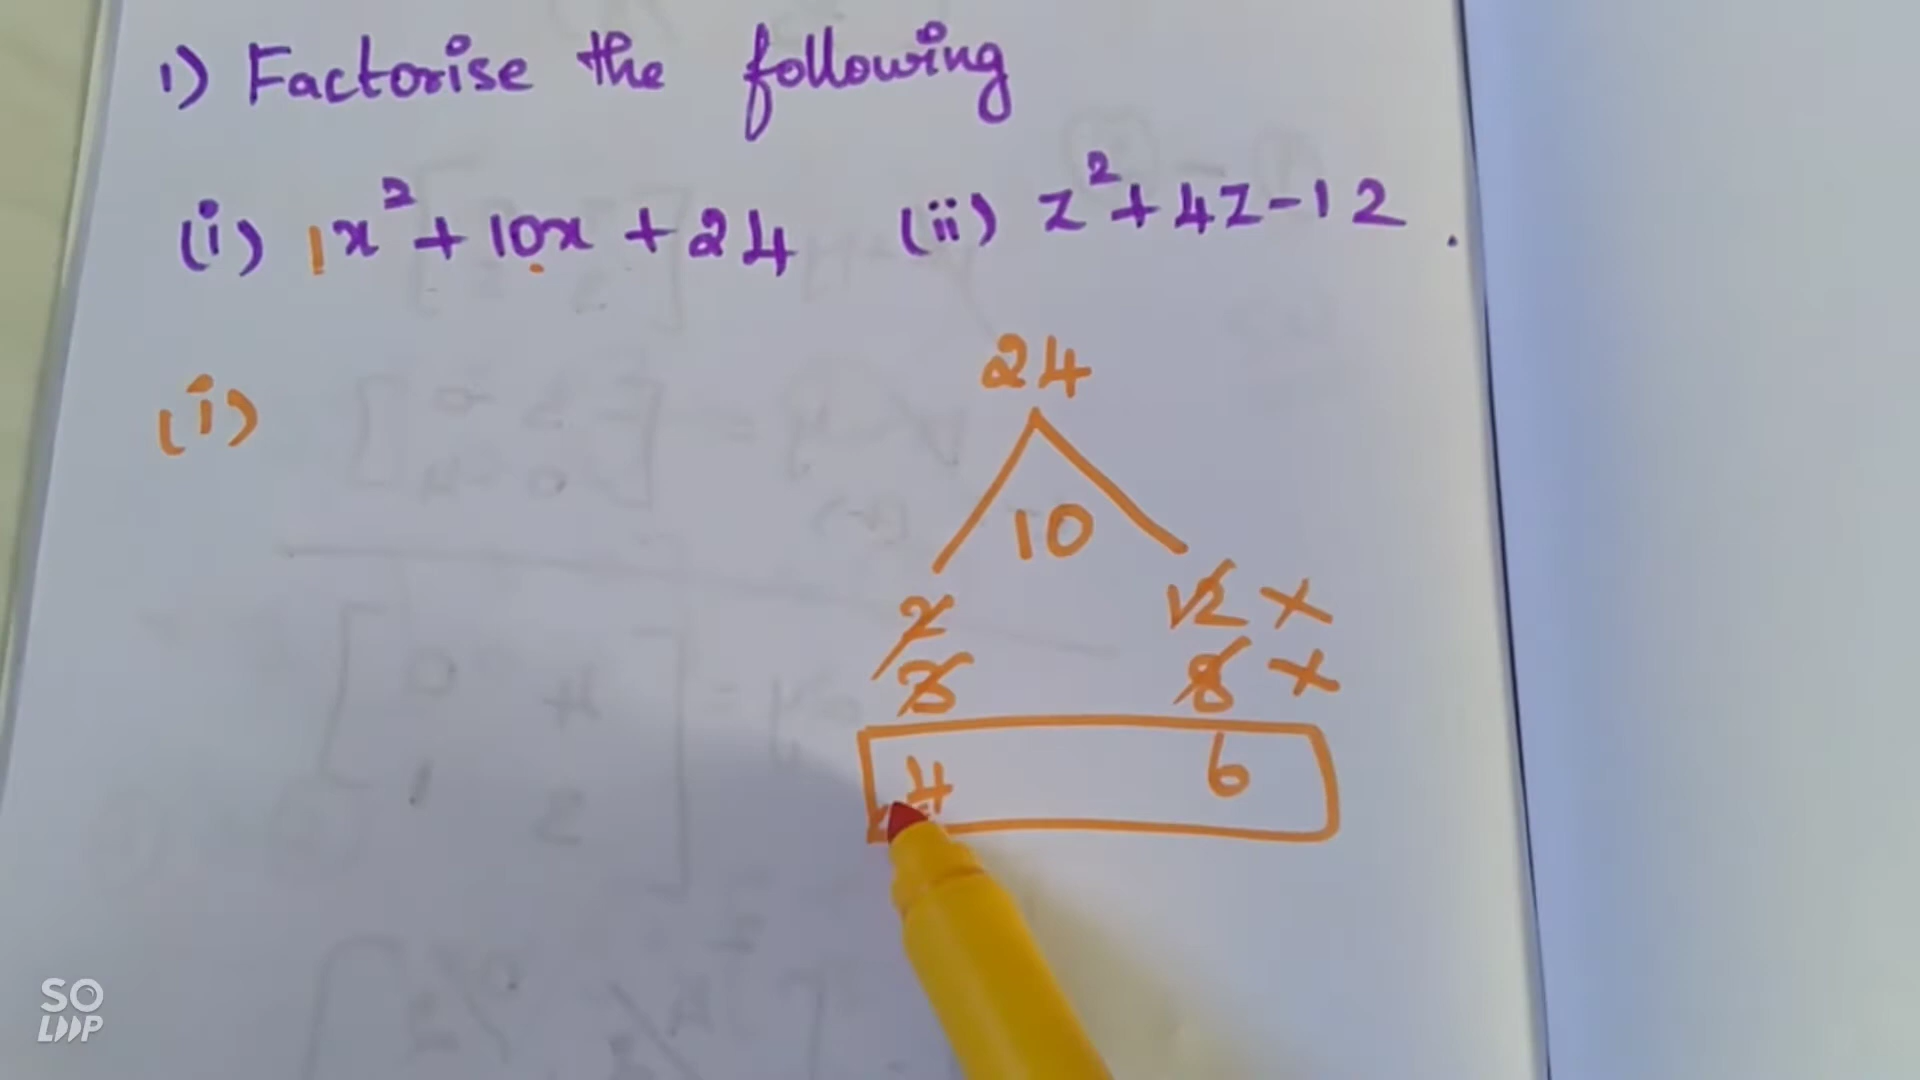 1) Factorise the following
(i) 1x² + 10x + 24 (ii) z² + 4z - 12 .
(i)
24
10
2 12 ×
3 8 ×
4 6
SO
LOOP